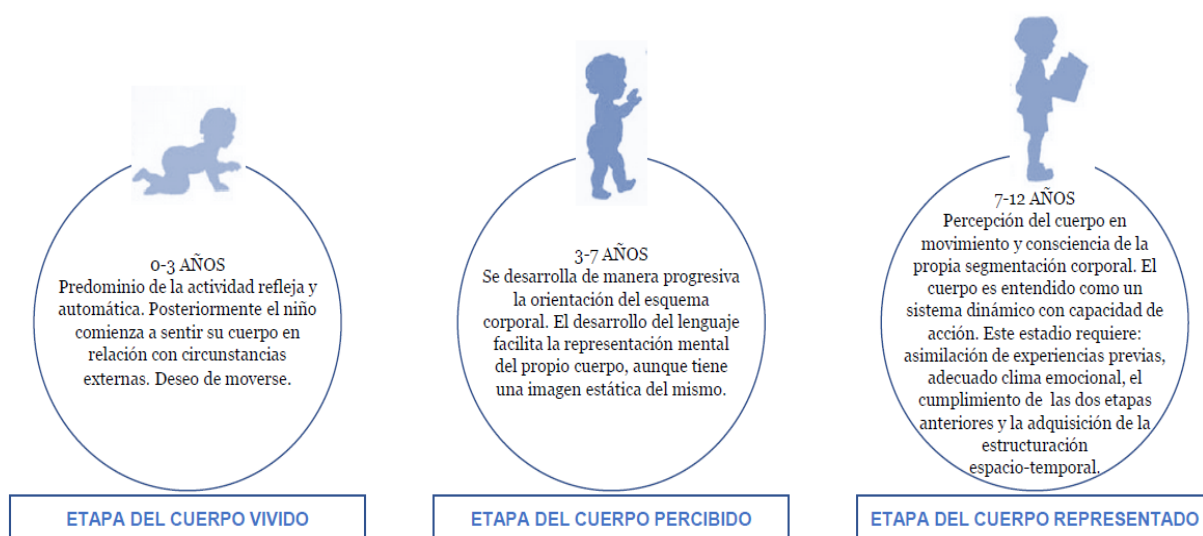 0-3 AÑOS
Predominio de la actividad refleja y
automática. Posteriormente el niño
comienza a sentir su cuerpo en
relación con circunstancias
externas. Deseo de moverse.
ETAPA DEL CUERPO VIVIDO
3-7 AÑOS
Se desarrolla de manera progresiva
la orientación del esquema
corporal. El desarrollo del lenguaje
facilita la representación mental
del propio cuerpo, aunque tiene
una imagen estática del mismo.
ETAPA DEL CUERPO PERCIBIDO
7-12 AÑOS
Percepción del cuerpo en
movimiento y consciencia de la
propia segmentación corporal. El
cuerpo es entendido como un
sistema dinámico con capacidad de
acción. Este estadio requiere:
asimilación de experiencias previas,
adecuado clima emocional, el
cumplimiento de las dos etapas
anteriores y la adquisición de la
estructuración
espacio-temporal.
ETAPA DEL CUERPO REPRESENTADO